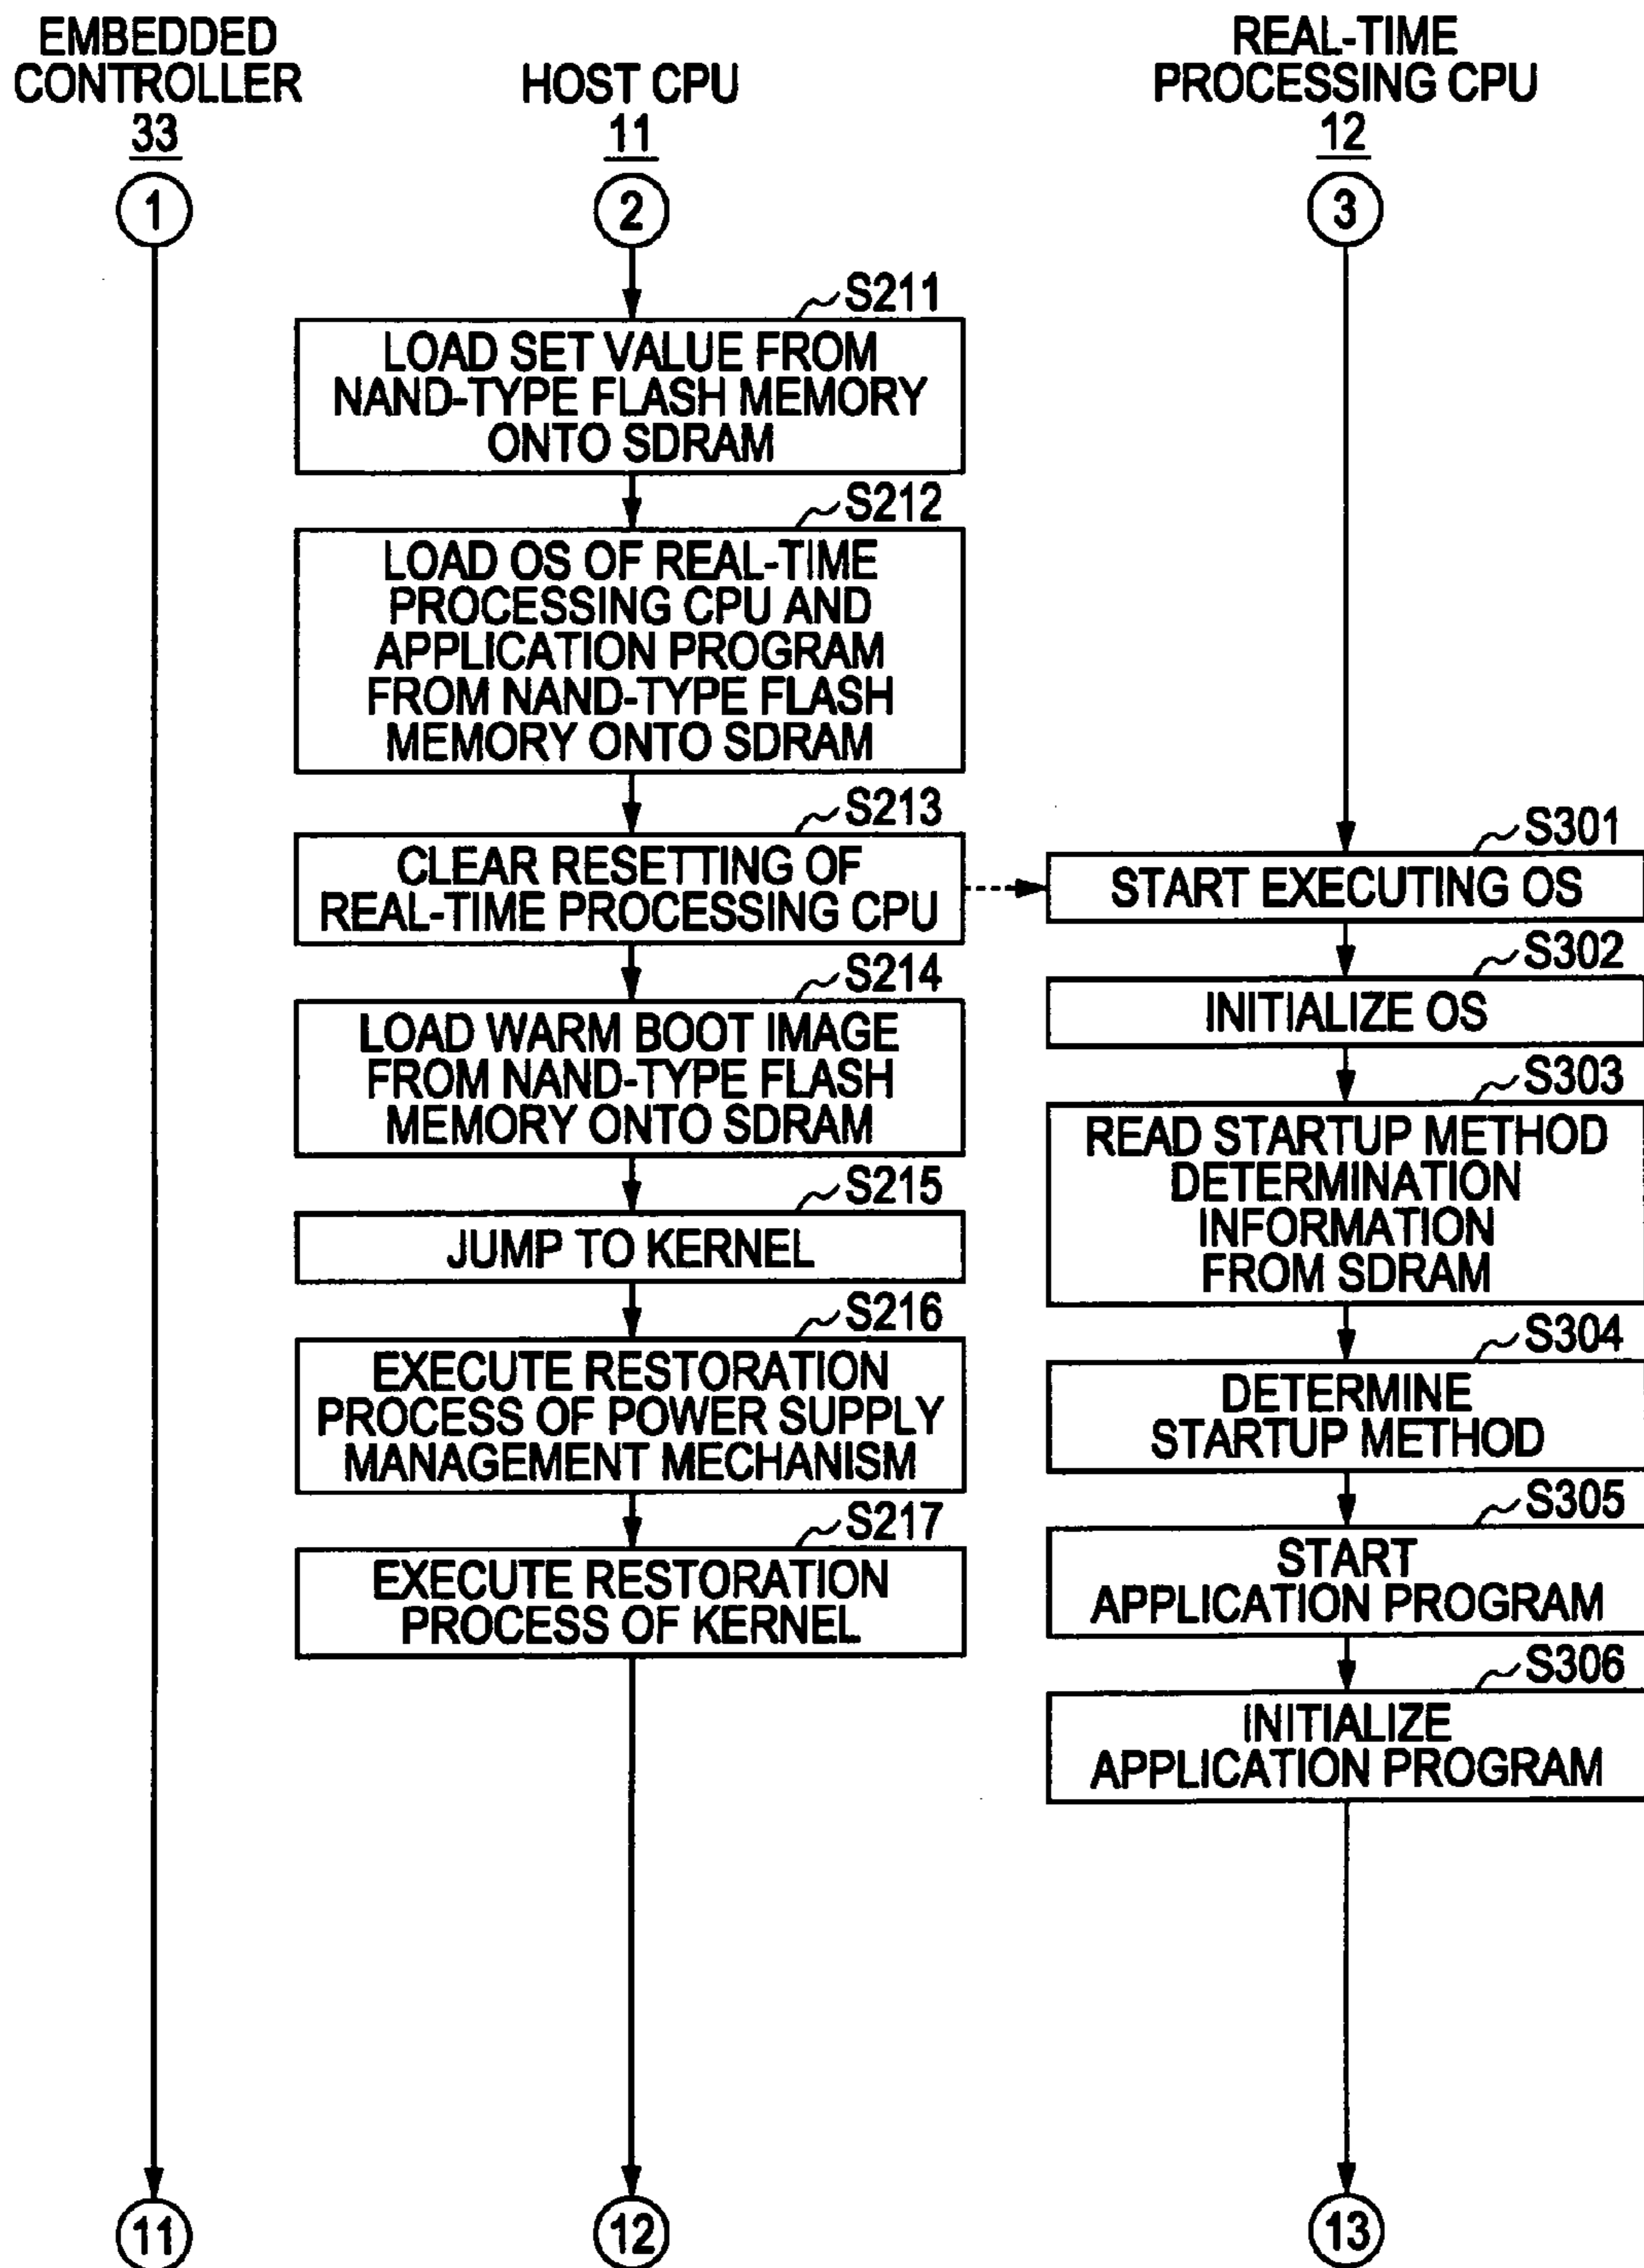 EMBEDDED
CONTROLLER
33
1
HOST CPU
11
2
REAL-TIME
PROCESSING CPU
12
3
S211
LOAD SET VALUE FROM
NAND-TYPE FLASH MEMORY
ONTO SDRAM
S212
LOAD OS OF REAL-TIME
PROCESSING CPU AND
APPLICATION PROGRAM
FROM NAND-TYPE FLASH
MEMORY ONTO SDRAM
S213
CLEAR RESETTING OF
REAL-TIME PROCESSING CPU
S214
LOAD WARM BOOT IMAGE
FROM NAND-TYPE FLASH
MEMORY ONTO SDRAM
S215
JUMP TO KERNEL
S216
EXECUTE RESTORATION
PROCESS OF POWER SUPPLY
MANAGEMENT MECHANISM
S217
EXECUTE RESTORATION
PROCESS OF KERNEL
S301
START EXECUTING OS
S302
INITIALIZE OS
S303
READ STARTUP METHOD
DETERMINATION
INFORMATION
FROM SDRAM
S304
DETERMINE
STARTUP METHOD
S305
START
APPLICATION PROGRAM
S306
INITIALIZE
APPLICATION PROGRAM
11
12
13